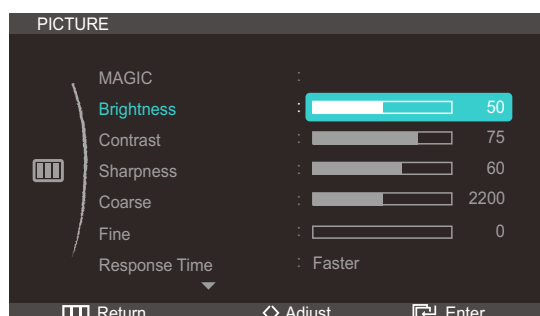 PICTURE
MAGIC :
Brightness : 50
Contrast : 75
Sharpness : 60
Coarse : 2200
Fine : 0
Response Time : Faster
Return Adjust Enter